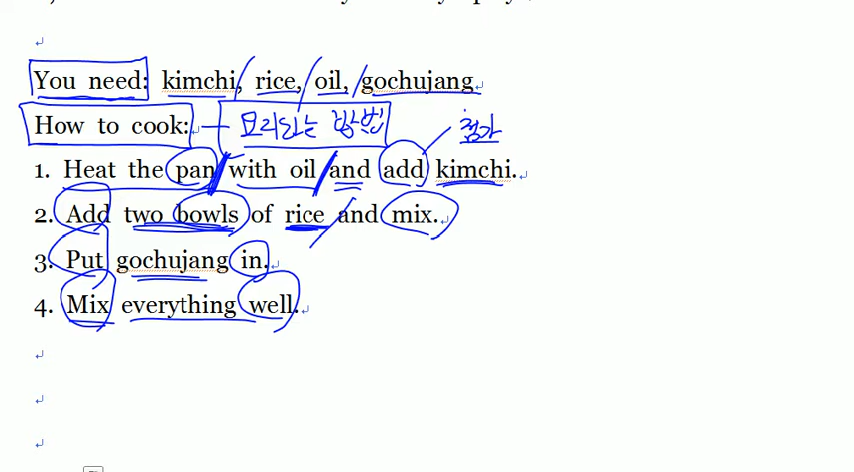 You need: kimchi, rice, oil, gochujang
How to cook: 요리하는 방법
첨가
1. Heat the pan with oil and add kimchi.
2. Add two bowls of rice and mix.
3. Put gochujang in.
4. Mix everything well.